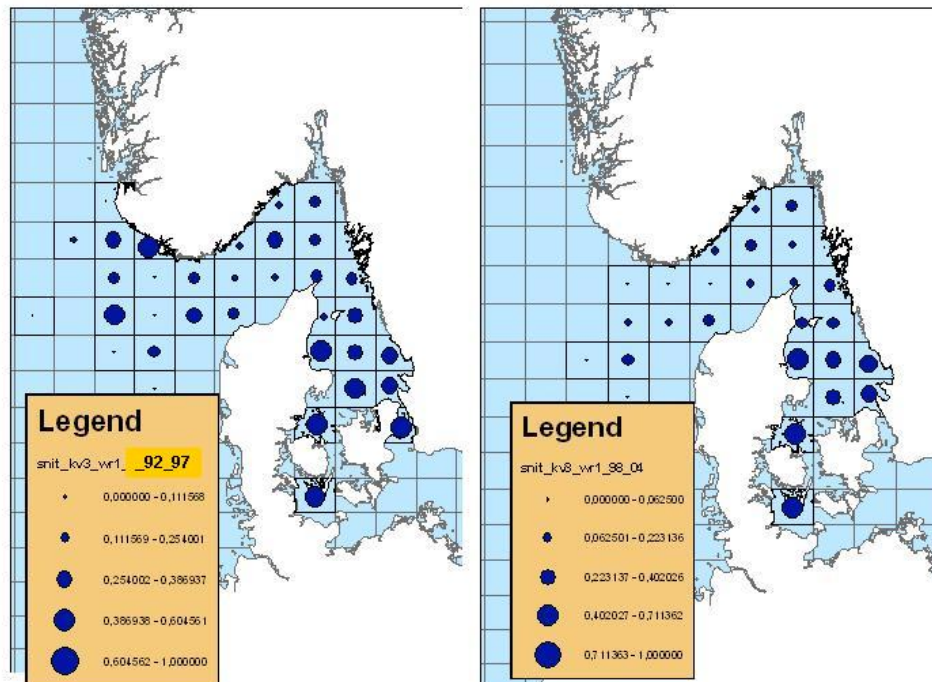 Legend
snit_kv3_wr1_ _92_97
0,000000 - 0,111568
0,111569 - 0,254001
0,254002 - 0,386937
0,386938 - 0,604561
0,604562 - 1,000000
Legend
snit_kv8_wr1_98_04
0,000000 - 0,062500
0,062501 - 0,223136
0,223137 - 0,402026
0,402027 - 0,711362
0,711363 - 1,000000